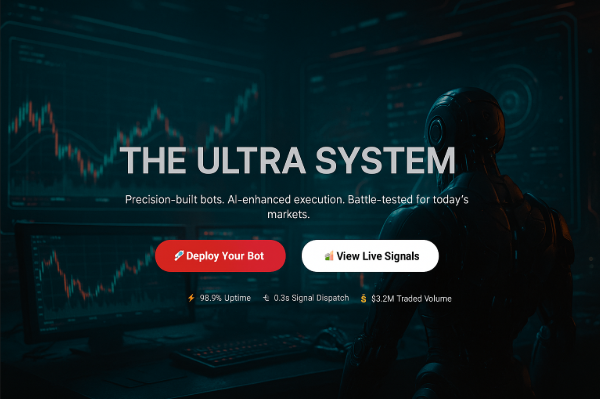 THE ULTRA SYSTEM
Precision-built bots. AI-enhanced execution. Battle-tested for today's
markets.
🚀 Deploy Your Bot
View Live Signals
⚡ 98.9% Uptime
0.3s Signal Dispatch
💰 $3.2M Traded Volume